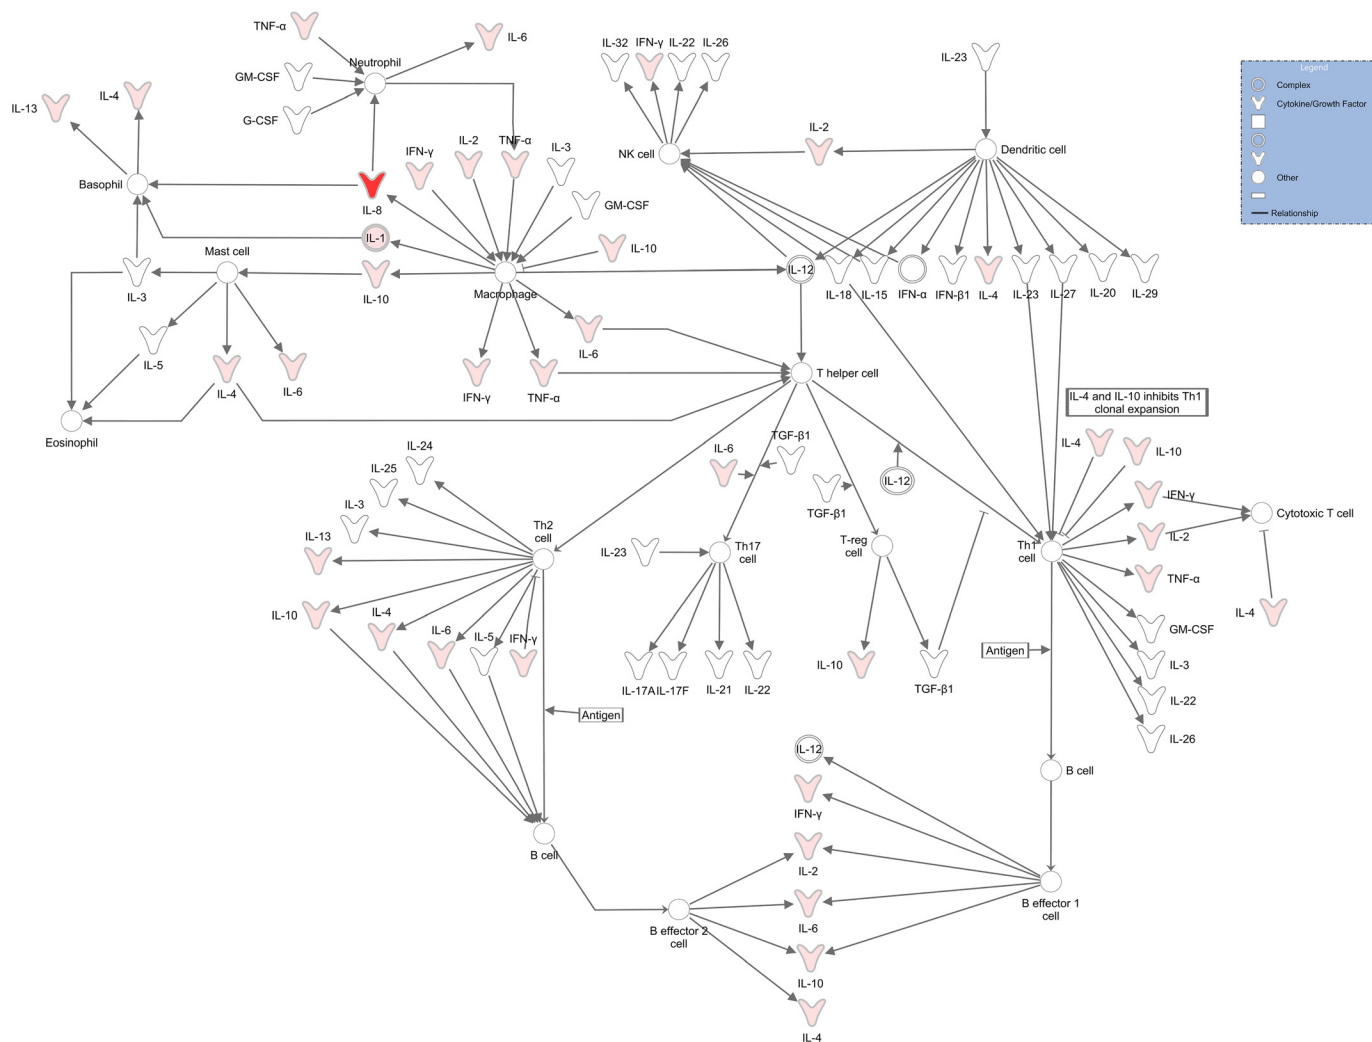 TNF-α
IL-6
Neutrophil
GM-CSF
G-CSF
IL-13
IL-4
Basophil
IL-8
IL-1
IFN-γ
IL-2
TNF-α
IL-3
GM-CSF
IL-10
Mast cell
IL-3
IL-10
Macrophage
IL-5
IL-4
IL-6
IL-6
IFN-γ
TNF-α
Eosinophil
IL-32
IFN-γ
IL-22
IL-26
IL-23
NK cell
IL-2
Dendritic cell
IL-12
IL-18
IL-15
IFN-α
IFN-β1
IL-4
IL-23
IL-27
IL-20
IL-29
T helper cell
Legend
Complex
Cytokine/Growth Factor
Other
Relationship
IL-4 and IL-10 inhibits Th1
clonal expansion
IL-4
IL-10
IFN-γ
Cytotoxic T cell
IL-2
TNF-α
IL-4
GM-CSF
IL-3
IL-22
IL-26
Th1
cell
Antigen
IL-24
IL-25
IL-3
IL-13
Th2
cell
IL-10
IL-4
IL-6
IL-5
IFN-γ
Antigen
IL-6
TGF-β1
IL-23
Th17
cell
IL-17A
IL-17F
IL-21
IL-22
TGF-β1
IL-12
T-reg
cell
IL-10
TGF-β1
B cell
B cell
IL-12
IFN-γ
IL-2
IL-6
IL-10
IL-4
B effector 2
cell
B effector 1
cell